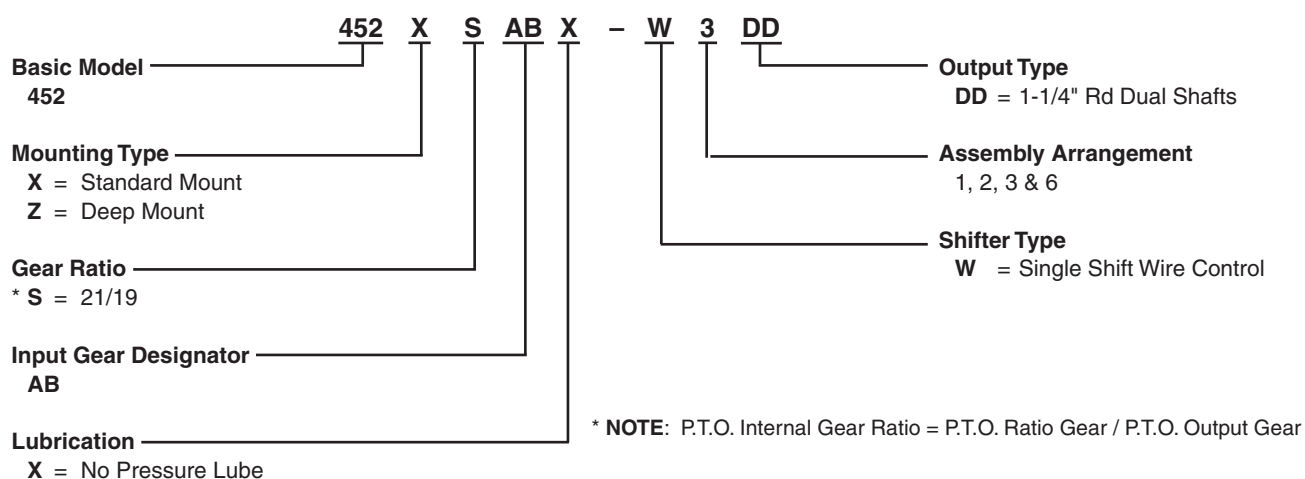 452 X S AB X – W 3 DD
Basic Model
452
Mounting Type
X = Standard Mount
Z = Deep Mount
Gear Ratio
* S = 21/19
Input Gear Designator
AB
Lubrication
X = No Pressure Lube
Output Type
DD = 1-1/4" Rd Dual Shafts
Assembly Arrangement
1, 2, 3 & 6
Shifter Type
W = Single Shift Wire Control
* NOTE: P.T.O. Internal Gear Ratio = P.T.O. Ratio Gear / P.T.O. Output Gear